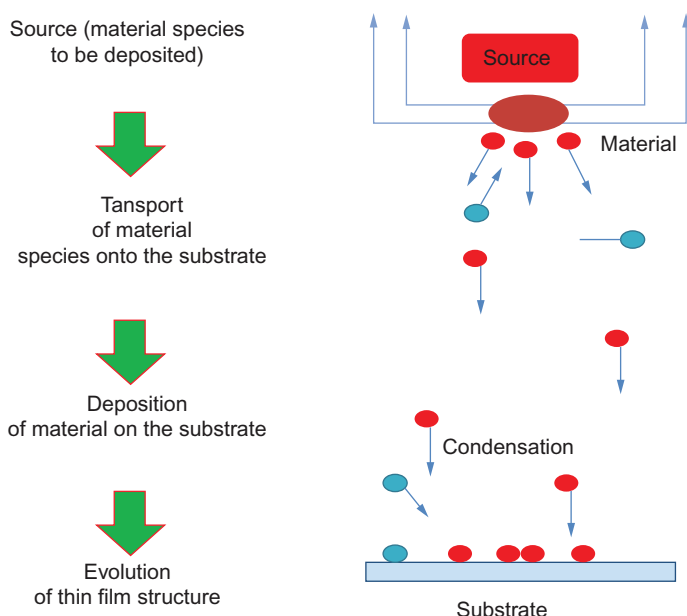 Source (material species
to be deposited)
Tansport
of material
species onto the substrate
Deposition
of material on the substrate
Evolution
of thin film structure
Source
Material
Condensation
Substrate